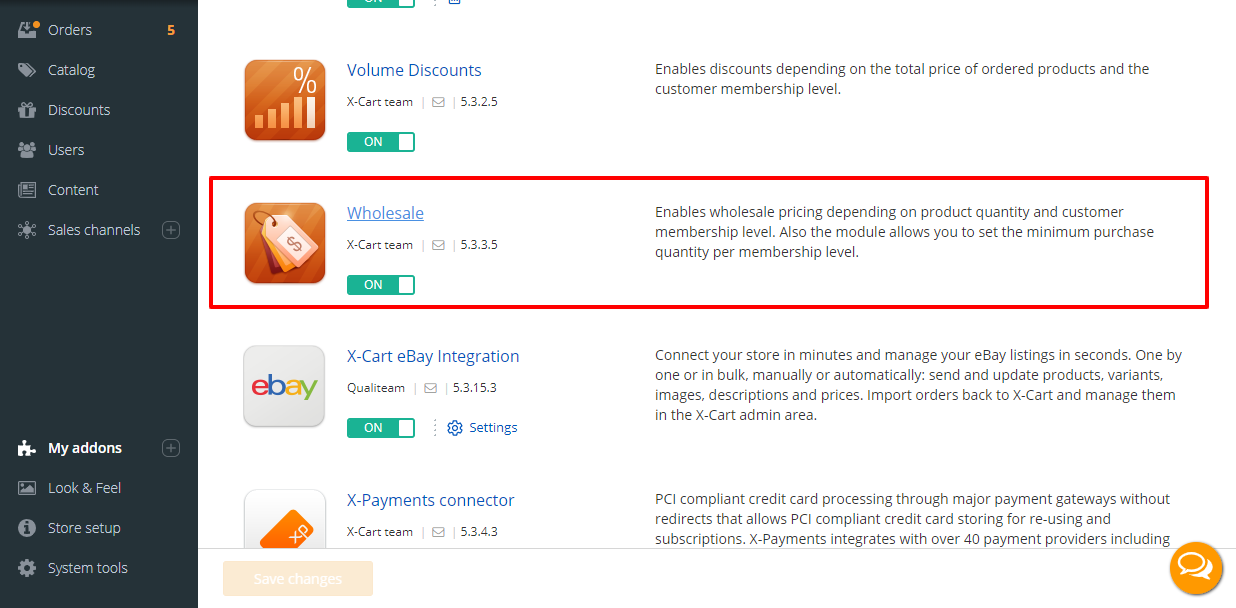 ON
Orders 5
Catalog
Discounts
Users
Content
Sales channels
My addons
Look & Feel
Store setup
System tools
%
Volume Discounts
X-Cart team | | 5.3.2.5
ON
Enables discounts depending on the total price of ordered products and the
customer membership level.
$
Wholesale
X-Cart team | | 5.3.3.5
ON
Enables wholesale pricing depending on product quantity and customer
membership level. Also the module allows you to set the minimum purchase
quantity per membership level.
ebay
X-Cart eBay Integration
Qualiteam | | 5.3.15.3
ON Settings
Connect your store in minutes and manage your eBay listings in seconds. One by
one or in bulk, manually or automatically: send and update products, variants,
images, descriptions and prices. Import orders back to X-Cart and manage them
in the X-Cart admin area.
X-Payments connector
X-Cart team | | 5.3.4.3
PCI compliant credit card processing through major payment gateways without
redirects that allows PCI compliant credit card storing for re-using and
subscriptions. X-Payments integrates with over 40 payment providers including
Save changes